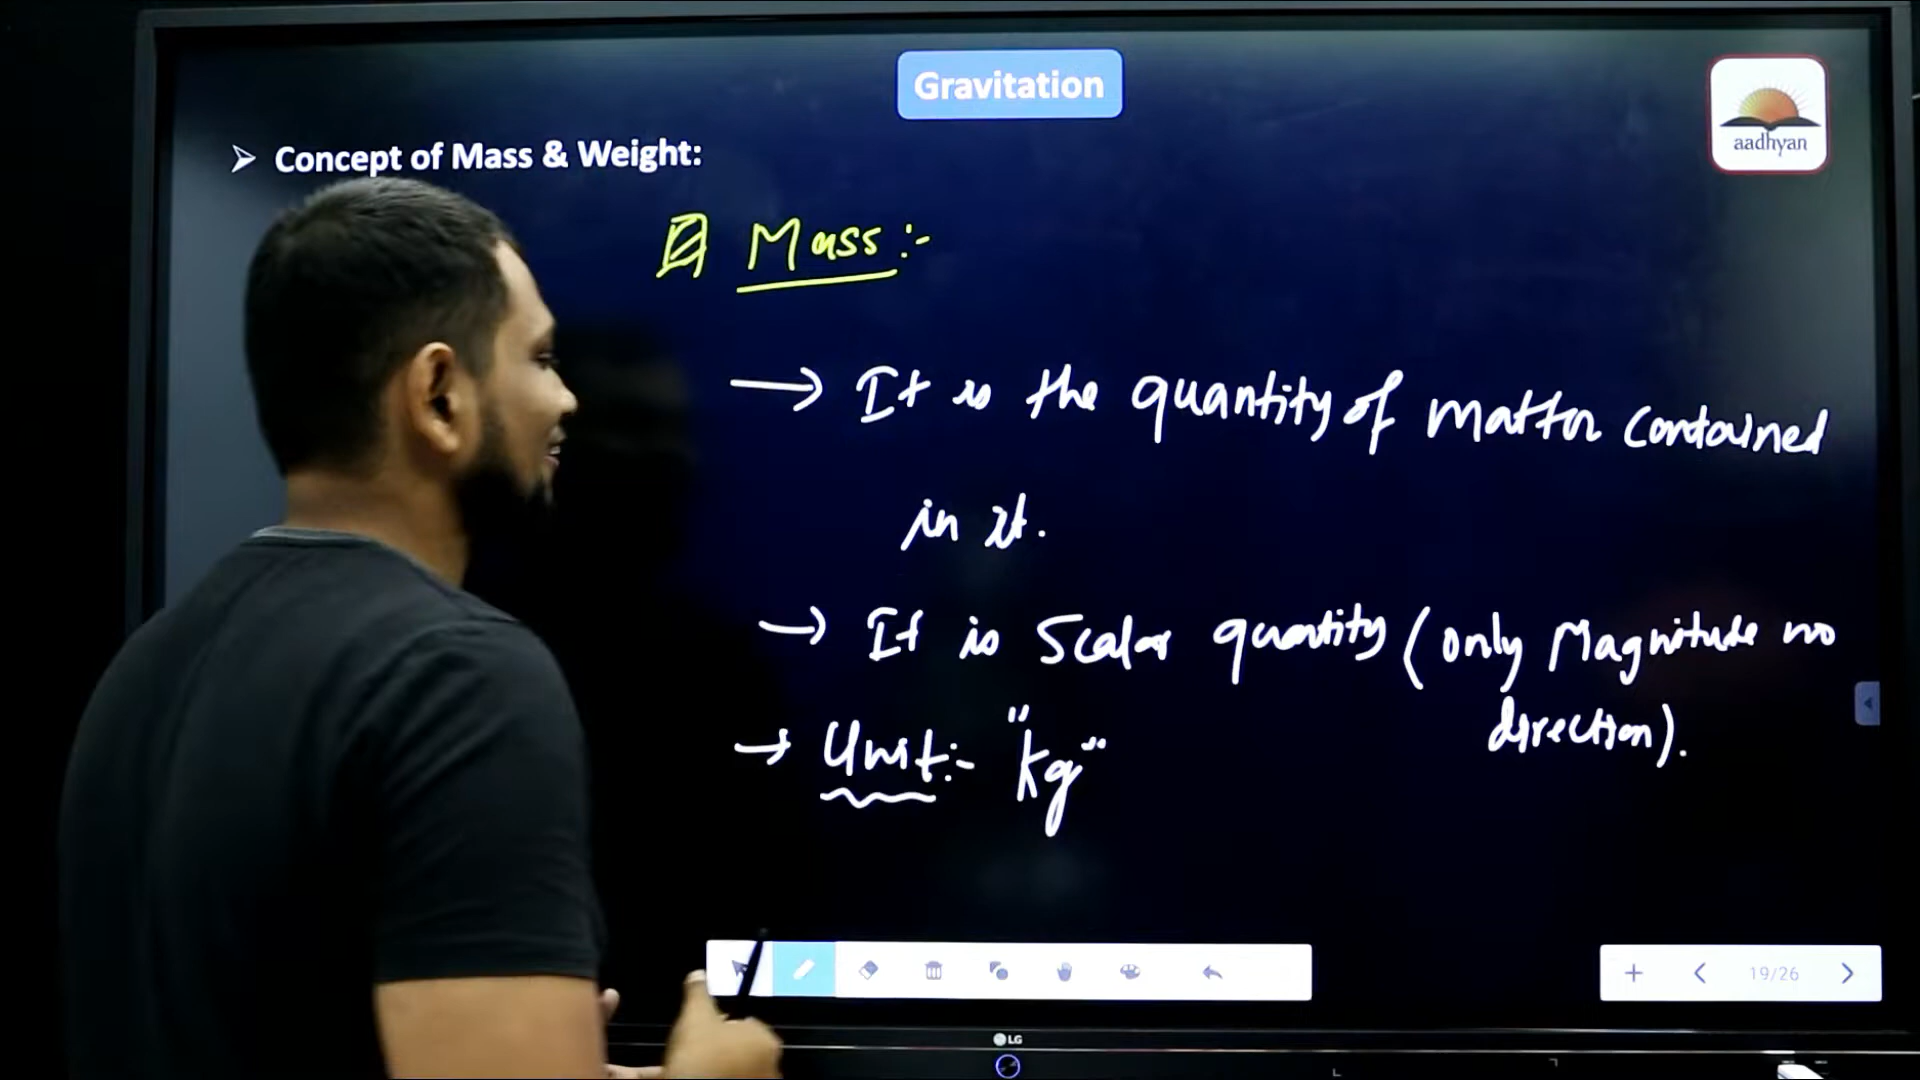 Gravitation
aadhyan
➢ Concept of Mass & Weight:
Mass:-
→ It is the quantity of matter contained
in it.
→ It is Scalar quantity (only Magnitude no
direction).
→ Unit:- "kg"
19/26
LG